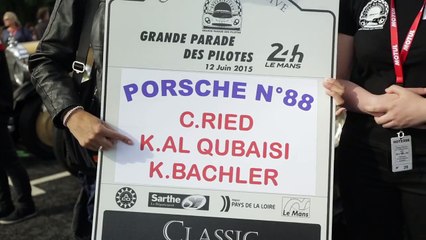 GRANDE PARADE
DES PILOTES
12 Juin 2015
24h
LE MANS
PORSCHE N°88
C.RIED
K.AL QUBAISI
K.BACHLER
Sarthe
PAYS DE LA LOIRE
Le Mans
CLASSIC
MOTUL